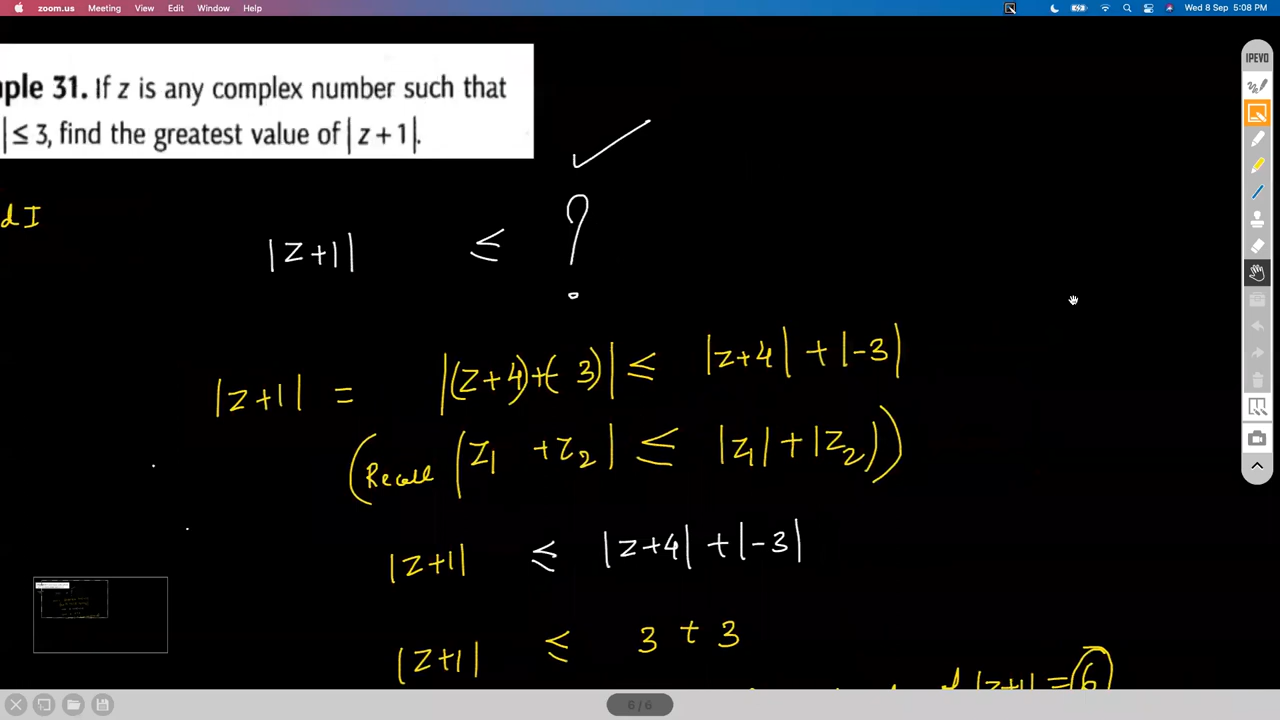 zoom.us Meeting View Edit Window Help Wed 8 Sep 5:08 PM
IPEVO
ple 31. If z is any complex number such that
| ≤ 3, find the greatest value of | z + 1 |.
d I
|z+1| ≤ ?
|z+1| = |(z+4)+(- 3)| ≤ |z+4| + |-3|
(Recall |z₁ + z₂| ≤ |z₁| + |z₂|)
|z+1| ≤ |z+4| + |-3|
|z+1| ≤ 3 + 3
of |z+1| = 6
6 / 6